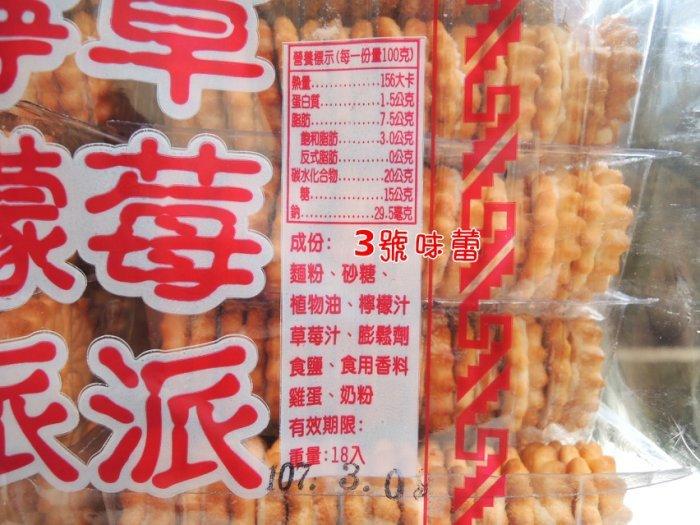 草莓派
檸檬派
營養標示(每一份量100克)
熱量..............156大卡
蛋白質.............1.5公克
脂肪..............7.5公克
飽和脂肪..........3.0公克
反式脂肪............0公克
碳水化合物..........20公克
糖...............15公克
鈉..............29.5毫克
成份:
麵粉、砂糖、
植物油、檸檬汁
草莓汁、膨鬆劑
食鹽、食用香料
雞蛋、奶粉
有效期限:
重量:18入
107.3.0
3號味蕾